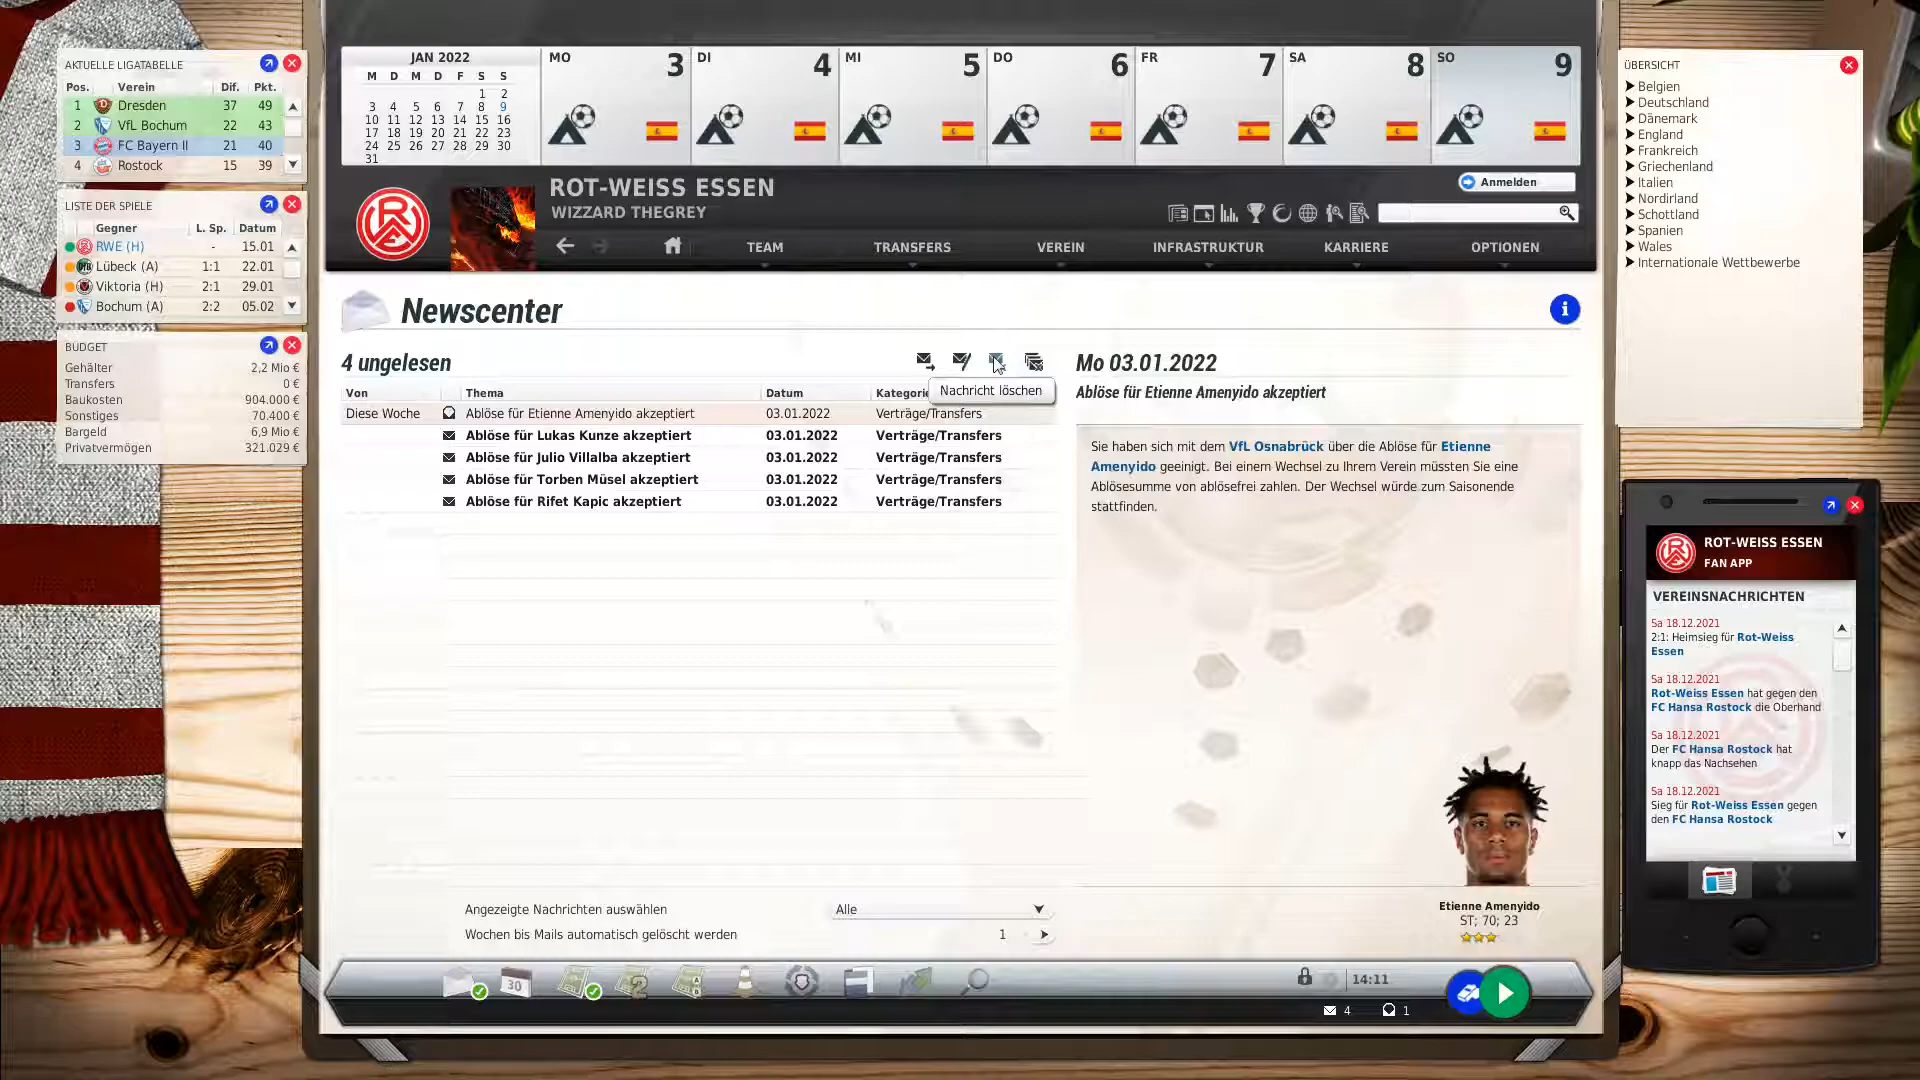 AKTUELLE LIGATABELLE
Pos. Verein Dif. Pkt.
1 Dresden 37 49
2 VfL Bochum 22 43
3 FC Bayern II 21 40
4 Rostock 15 39
LISTE DER SPIELE
Gegner L. Sp. Datum
RWE (H) - 15.01
Lübeck (A) 1:1 22.01
Viktoria (H) 2:1 29.01
Bochum (A) 2:2 05.02
BUDGET
Gehälter 2,2 Mio €
Transfers 0 €
Baukosten 904.000 €
Sonstiges 70.400 €
Bargeld 6,9 Mio €
Privatvermögen 321.029 €
JAN 2022
M D M D F S S
1 2
3 4 5 6 7 8 9
10 11 12 13 14 15 16
17 18 19 20 21 22 23
24 25 26 27 28 29 30
31
MO 3 DI 4 MI 5 DO 6 FR 7 SA 8 SO 9
ROT-WEISS ESSEN
WIZZARD THEGREY
Anmelden
TEAM TRANSFERS VEREIN INFRASTRUKTUR KARRIERE OPTIONEN
Newscenter
4 ungelesen
Nachricht löschen
Von Thema Datum Kategorie
Diese Woche Ablöse für Etienne Amenyido akzeptiert 03.01.2022 Verträge/Transfers
Ablöse für Lukas Kunze akzeptiert 03.01.2022 Verträge/Transfers
Ablöse für Julio Villalba akzeptiert 03.01.2022 Verträge/Transfers
Ablöse für Torben Müsel akzeptiert 03.01.2022 Verträge/Transfers
Ablöse für Rifet Kapic akzeptiert 03.01.2022 Verträge/Transfers
Angezeigte Nachrichten auswählen Alle
Wochen bis Mails automatisch gelöscht werden 1
Mo 03.01.2022
Ablöse für Etienne Amenyido akzeptiert
Sie haben sich mit dem VfL Osnabrück über die Ablöse für Etienne
Amenyido geeinigt. Bei einem Wechsel zu Ihrem Verein müssten Sie eine
Ablösesumme von ablösefrei zahlen. Der Wechsel würde zum Saisonende
stattfinden.
Etienne Amenyido
ST; 70; 23
30
14:11
4 1
ÜBERSICHT
Belgien
Deutschland
Dänemark
England
Frankreich
Griechenland
Italien
Nordirland
Schottland
Spanien
Wales
Internationale Wettbewerbe
ROT-WEISS ESSEN
FAN APP
VEREINSNACHRICHTEN
Sa 18.12.2021
2:1: Heimsieg für Rot-Weiss
Essen
Sa 18.12.2021
Rot-Weiss Essen hat gegen den
FC Hansa Rostock die Oberhand
Sa 18.12.2021
Der FC Hansa Rostock hat
knapp das Nachsehen
Sa 18.12.2021
Sieg für Rot-Weiss Essen gegen
den FC Hansa Rostock